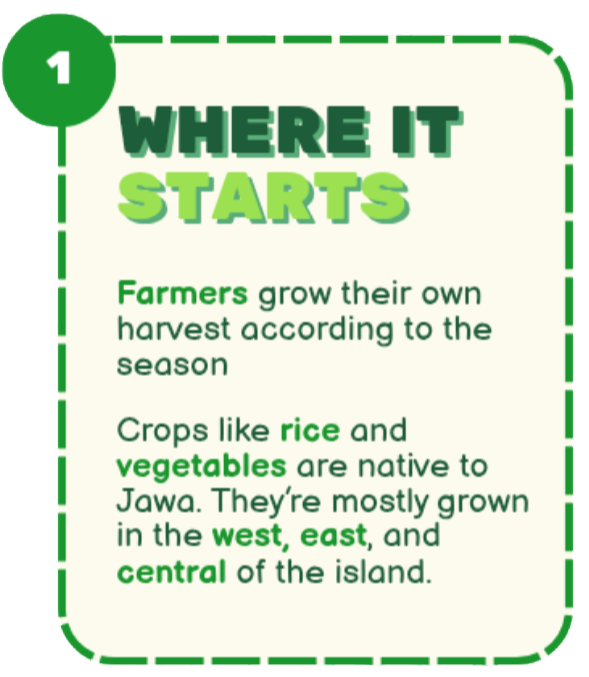 1
WHERE IT
STARTS
Farmers grow their own
harvest according to the
season
Crops like rice and
vegetables are native to
Jawa. They're mostly grown
in the west, east, and
central of the island.